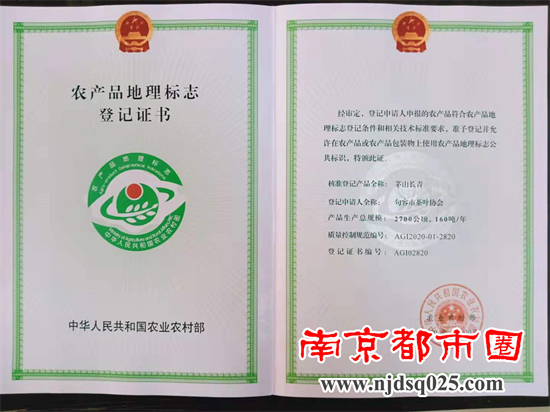 农产品地理标志
登记证书
农产品地理标志
中华人民共和国农业农村部
中华人民共和国农业农村部
经审定，登记申请人申报的农产品符合农产品地
理标志登记条件和相关技术标准要求，准予登记并允
许在农产品或农产品包装物上使用农产品地理标志公
共标识，特颁此证。
核准登记产品全称：茅山长青
登记申请人全称：句容市茶叶协会
产品生产总规模：2700公顷，160吨/年
质量控制规范编号：AGI2020-01-2820
登记证书编号：AGI02820
南京都市圈
www.njdsq025.com